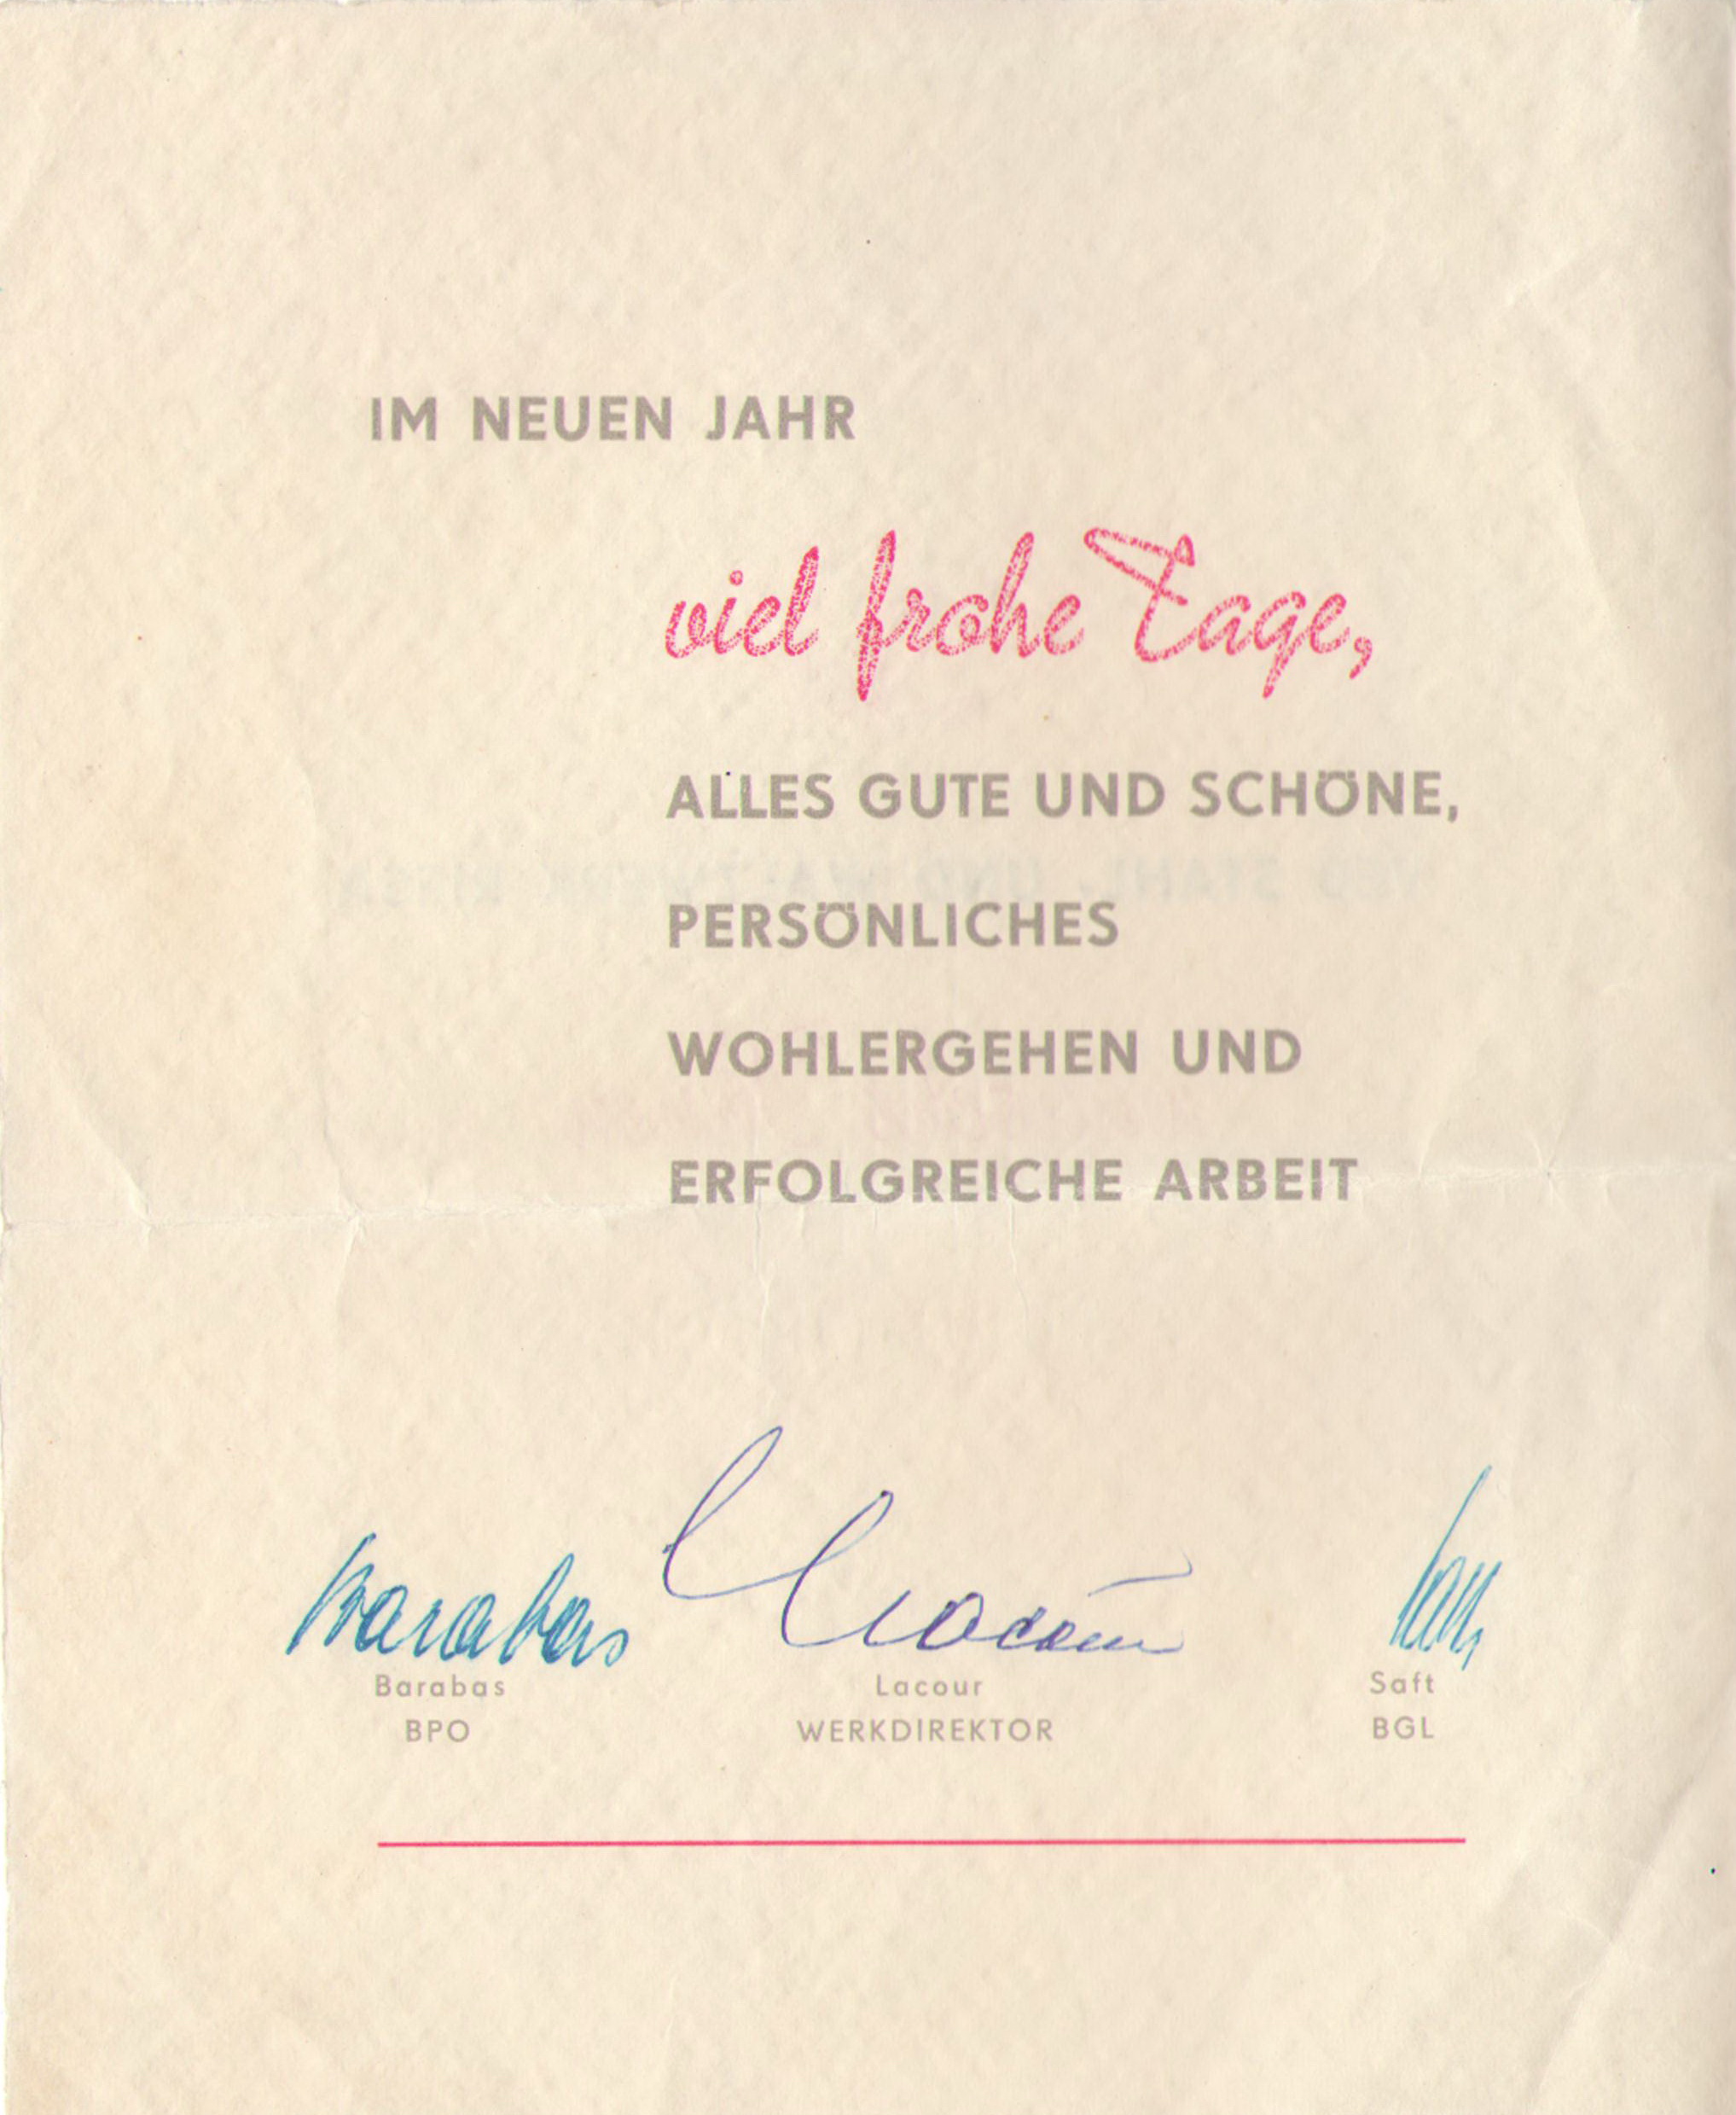 IM NEUEN JAHR
viel frohe Tage,
ALLES GUTE UND SCHÖNE,
PERSÖNLICHES
WOHLERGEHEN UND
ERFOLGREICHE ARBEIT
Barabas Lacour
Barabas Lacour Saft
BPO WERKDIREKTOR BGL